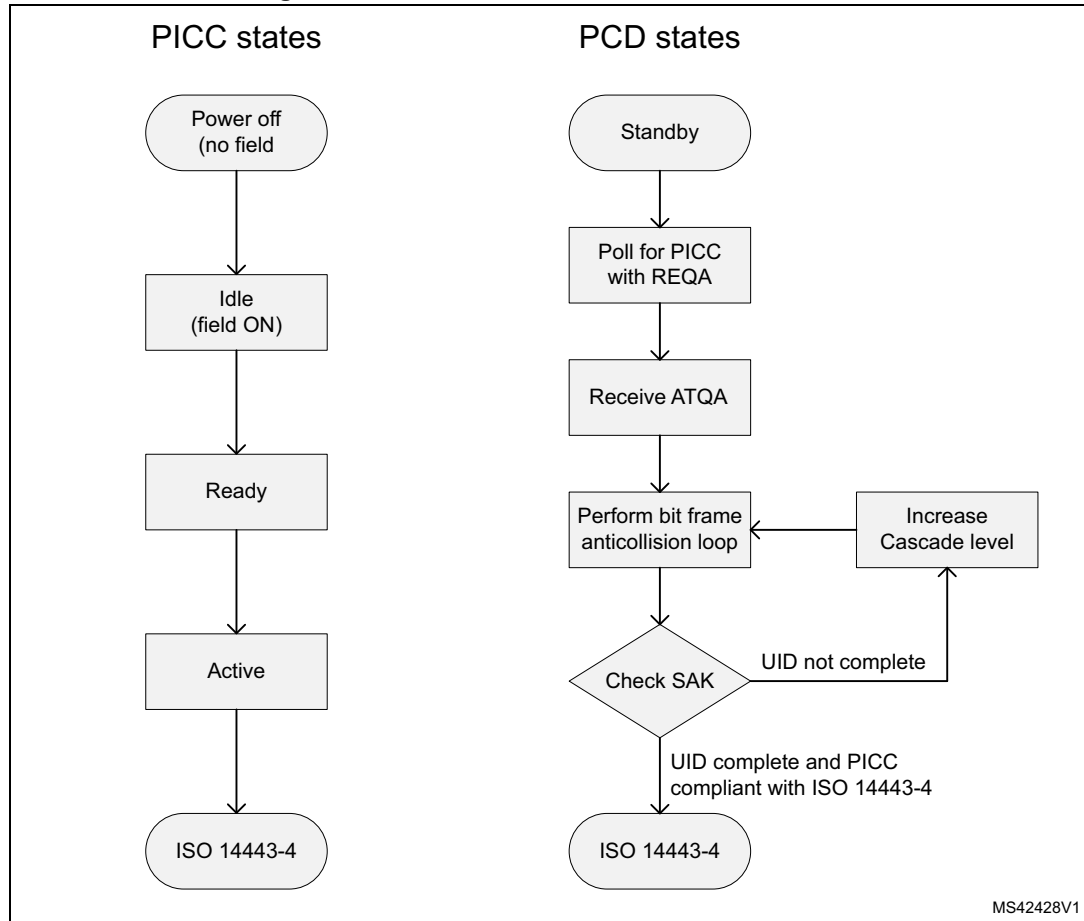 PICC states
Power off
(no field
Idle
(field ON)
Ready
Active
ISO 14443-4
PCD states
Standby
Poll for PICC
with REQA
Receive ATQA
Perform bit frame
anticollision loop
Increase
Cascade level
Check SAK
UID not complete
UID complete and PICC
compliant with ISO 14443-4
ISO 14443-4
MS42428V1